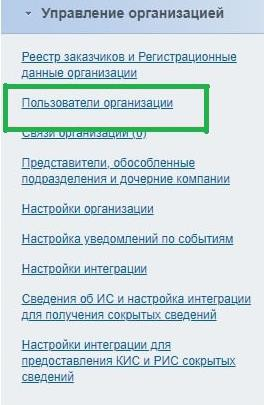 Управление организацией
Реестр заказчиков и Регистрационные
данные организации
Пользователи организации
Связи организации (0)
Представители, обособленные
подразделения и дочерние компании
Настройки организации
Настройка уведомлений по событиям
Настройки интеграции
Сведения об ИС и настройка интеграции
для получения сокрытых сведений
Настройки интеграции для
предоставления КИС и РИС сокрытых
сведений